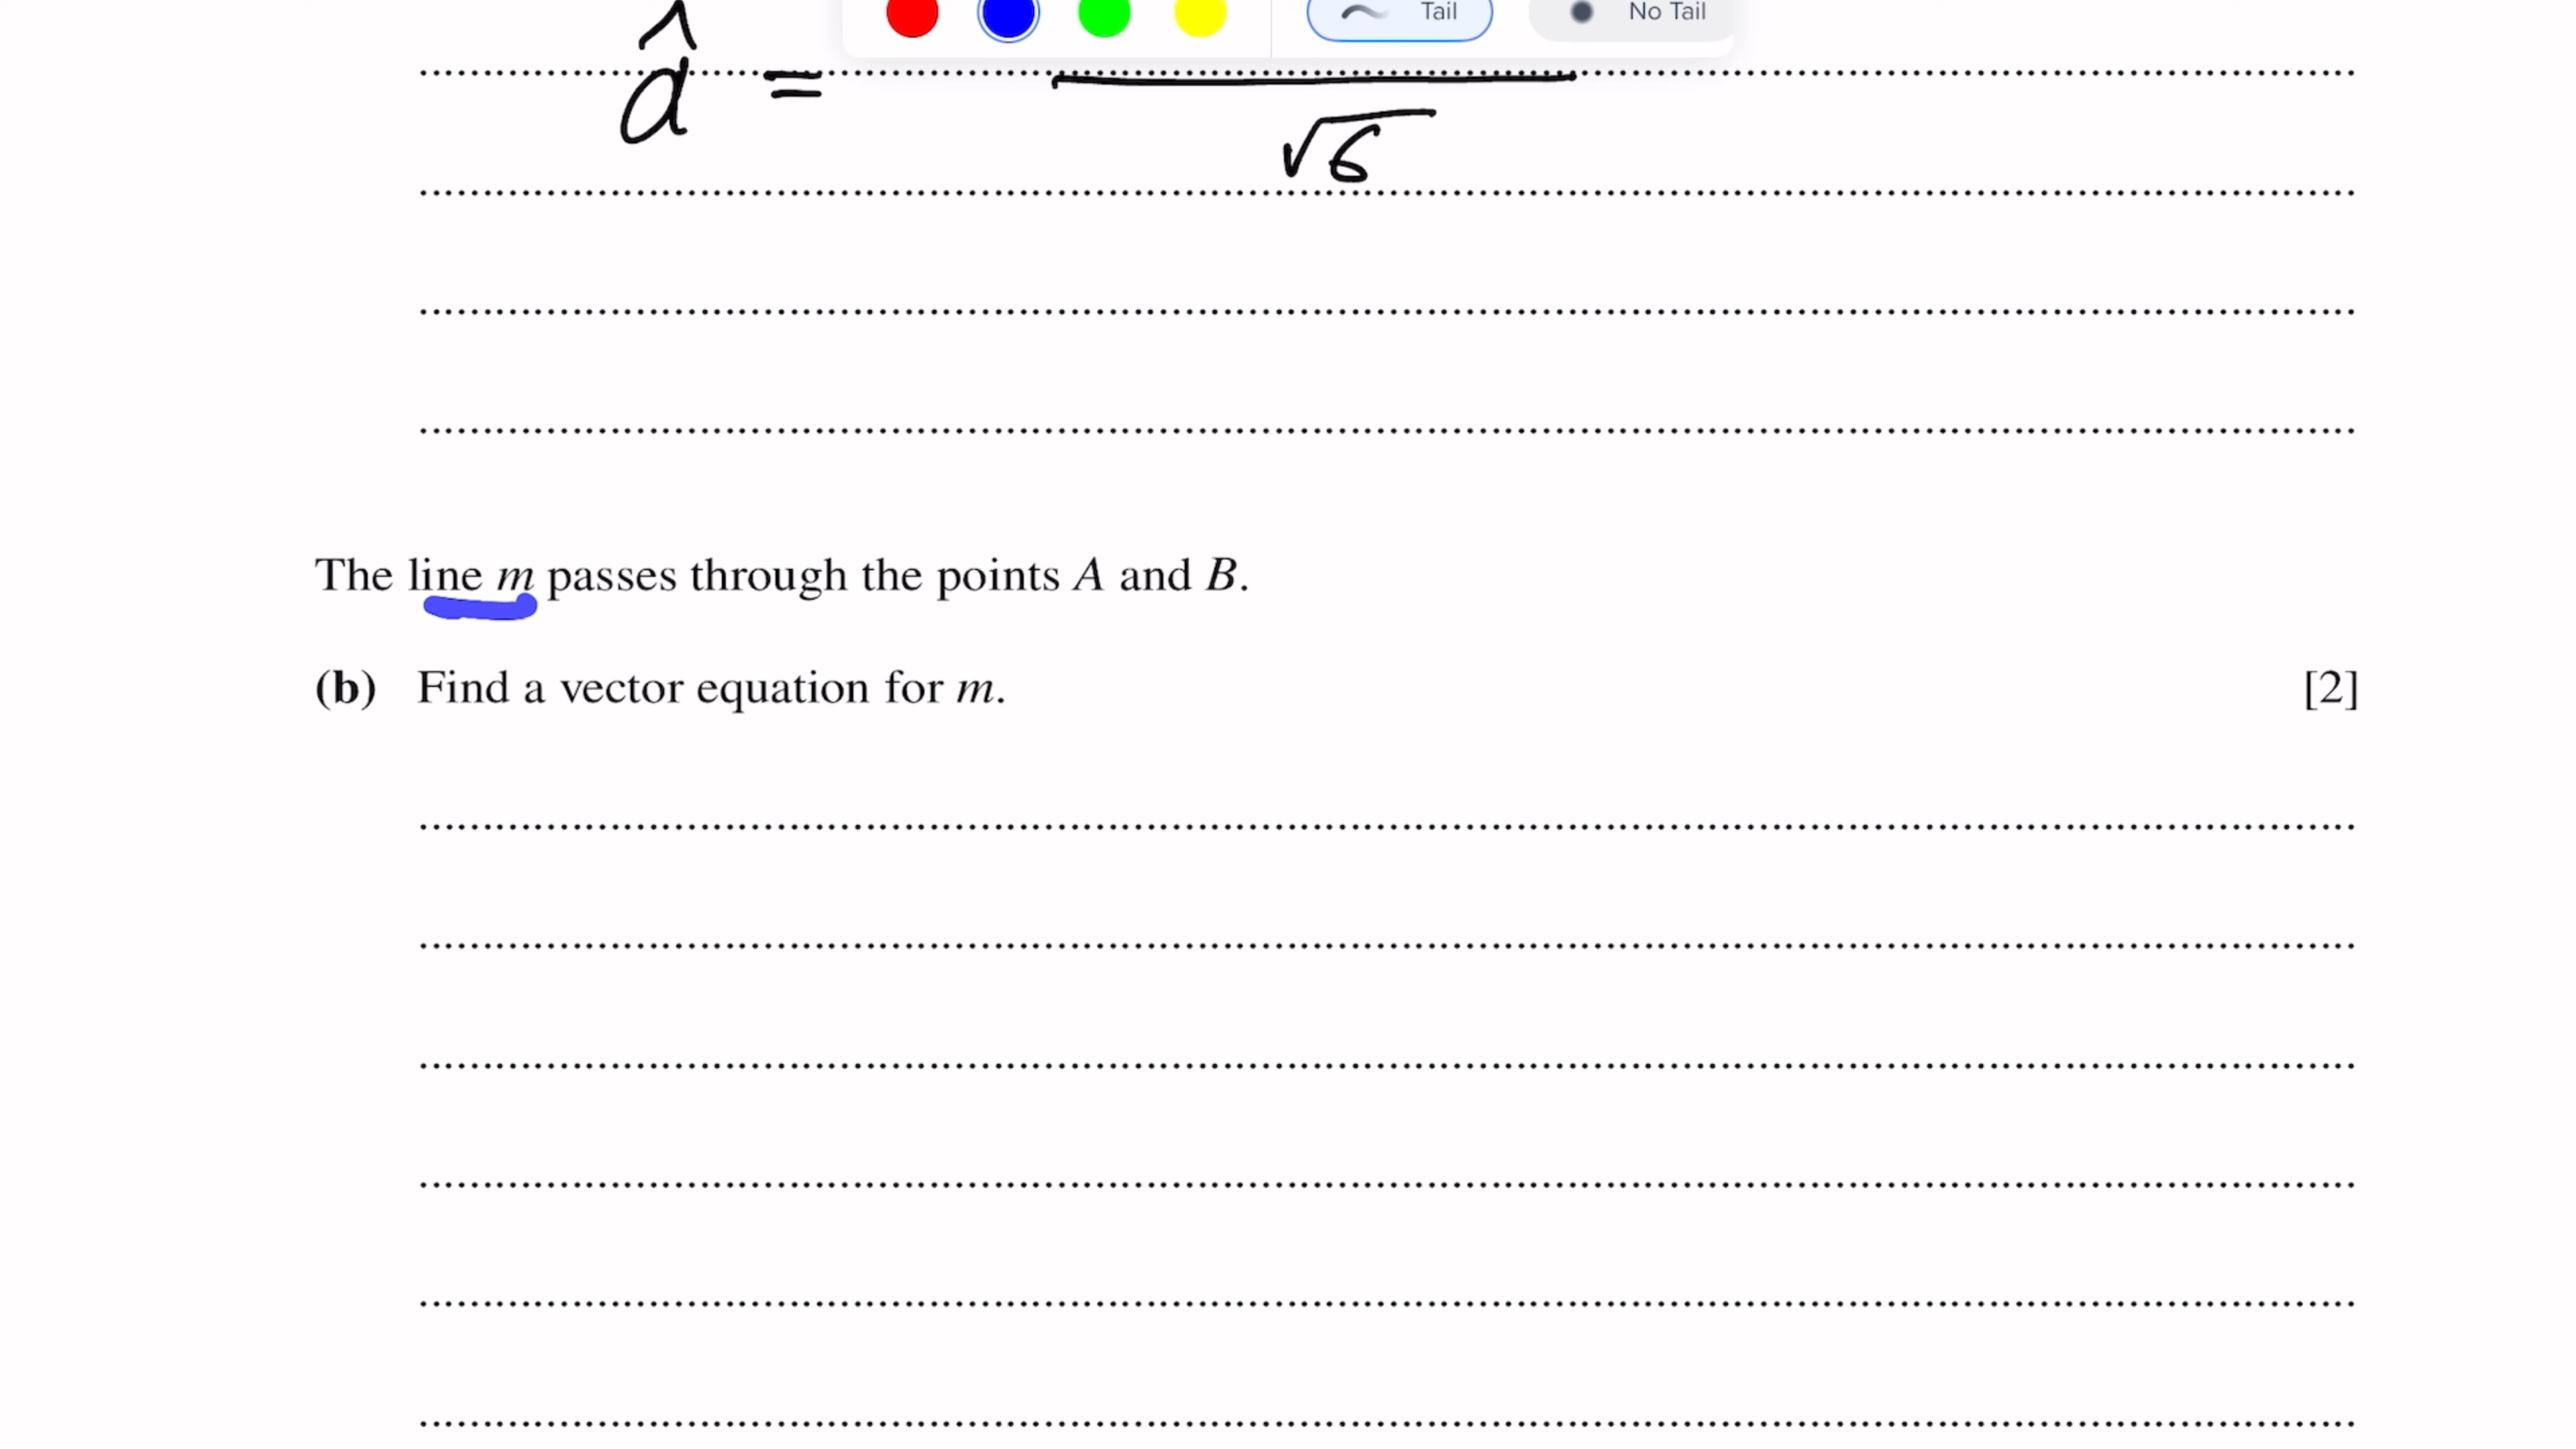 Tail No Tail
â =
√6
The line m passes through the points A and B.
(b) Find a vector equation for m. [2]